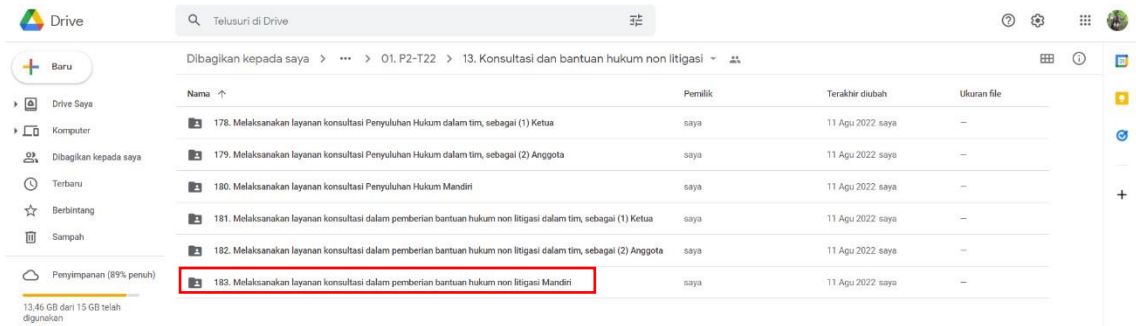 Drive
Telusuri di Drive
Baru
Dibagikan kepada saya > ••• > 01. P2-T22 > 13. Konsultasi dan bantuan hukum non litigasi
Nama ↑ Pemilik Terakhir diubah Ukuran file
Drive Saya
Komputer
Dibagikan kepada saya
Terbaru
Berbintang
Sampah
Penyimpanan (89% penuh)
13,46 GB dari 15 GB telah
digunakan
178. Melaksanakan layanan konsultasi Penyuluhan Hukum dalam tim, sebagai (1) Ketua saya 11 Agu 2022 saya —
179. Melaksanakan layanan konsultasi Penyuluhan Hukum dalam tim, sebagai (2) Anggota saya 11 Agu 2022 saya —
180. Melaksanakan layanan konsultasi Penyuluhan Hukum Mandiri saya 11 Agu 2022 saya —
181. Melaksanakan layanan konsultasi dalam pemberian bantuan hukum non litigasi dalam tim, sebagai (1) Ketua saya 11 Agu 2022 saya —
182. Melaksanakan layanan konsultasi dalam pemberian bantuan hukum non litigasi dalam tim, sebagai (2) Anggota saya 11 Agu 2022 saya —
183. Melaksanakan layanan konsultasi dalam pemberian bantuan hukum non litigasi Mandiri saya 11 Agu 2022 saya —